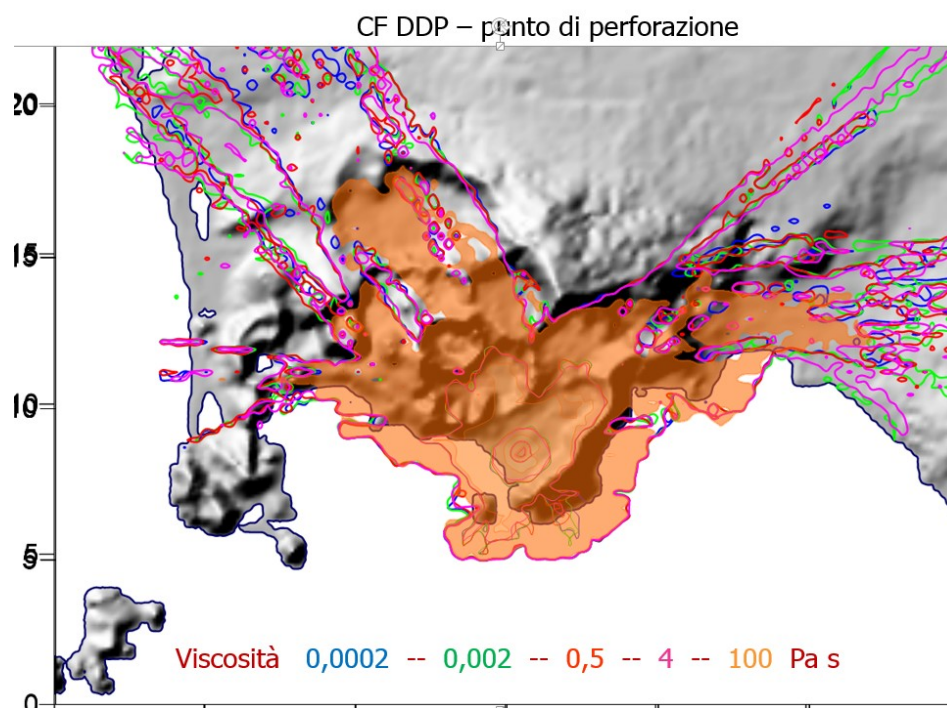 CF DDP – punto di perforazione
20
15
10
5
Viscosità 0,0002 -- 0,002 -- 0,5 -- 4 -- 100 Pa s
0